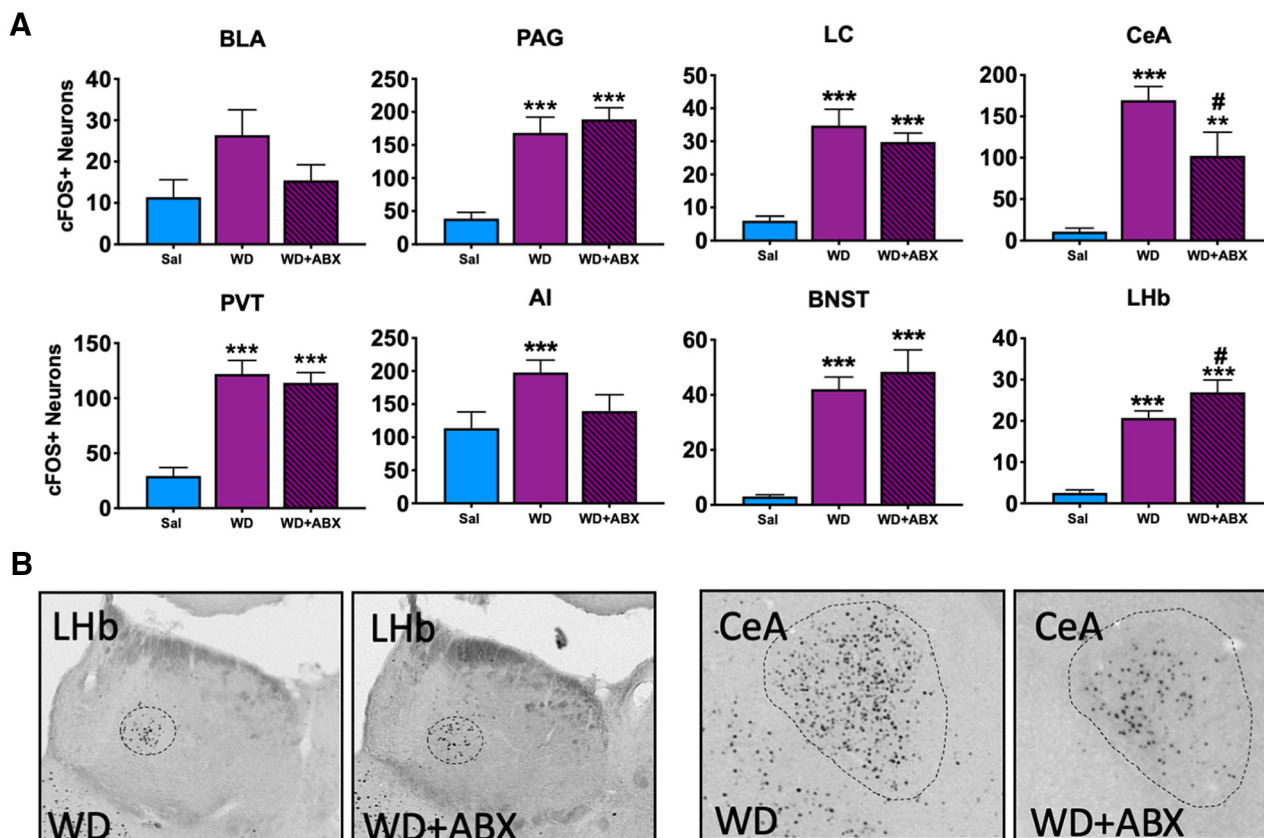 A
BLA
PAG
LC
CeA
cFOS+ Neurons
40
30
20
10
0
Sal
WD
WD+ABX
250
200
150
100
50
0
***
***
Sal
WD
WD+ABX
50
40
30
20
10
0
***
***
Sal
WD
WD+ABX
200
150
100
50
0
***
#
**
Sal
WD
WD+ABX
PVT
AI
BNST
LHb
cFOS+ Neurons
150
100
50
0
***
***
Sal
WD
WD+ABX
250
200
150
100
50
0
***
Sal
WD
WD+ABX
60
40
20
0
***
***
Sal
WD
WD+ABX
40
30
20
10
0
***
#
***
Sal
WD
WD+ABX
B
LHb
WD
LHb
WD+ABX
CeA
WD
CeA
WD+ABX